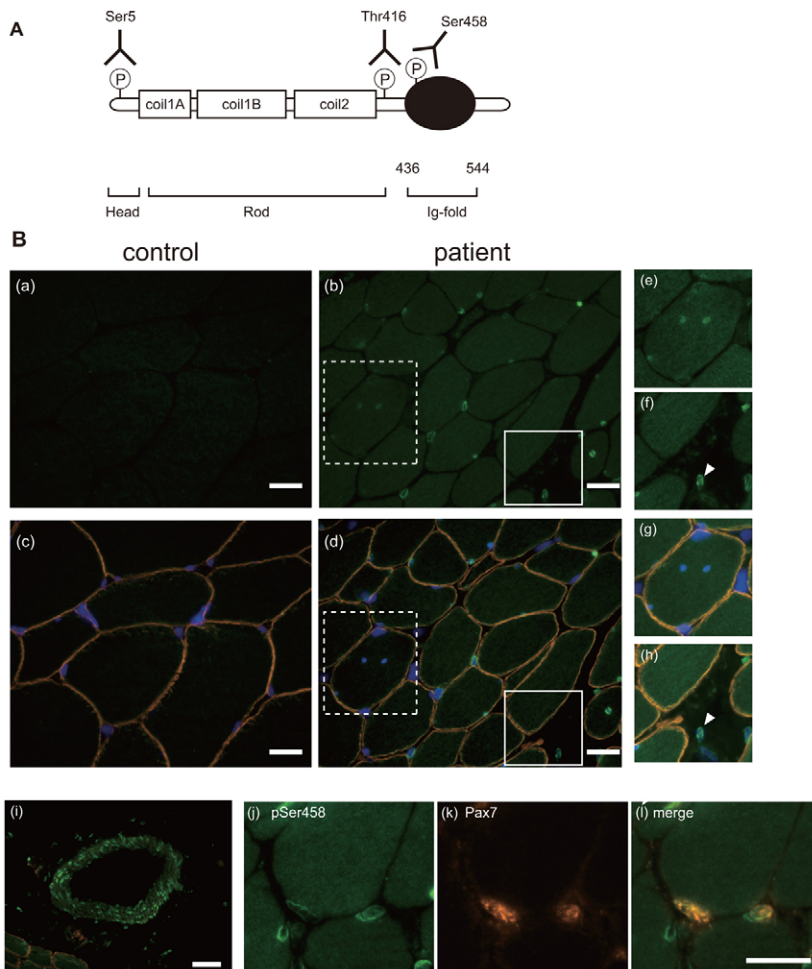 A
Ser5 Thr416 Ser458
P P P
coil1A coil1B coil2
436 544
Head Rod Ig-fold
B
control patient
(a) (b) (e)
(f)
(c) (d) (g)
(h)
(i) (j) pSer458 (k) Pax7 (l) merge